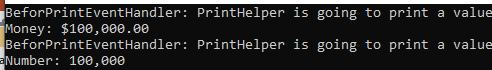 BeforPrintEventHandler: PrintHelper is going to print a value
Money: $100,000.00
BeforPrintEventHandler: PrintHelper is going to print a value
Number: 100,000